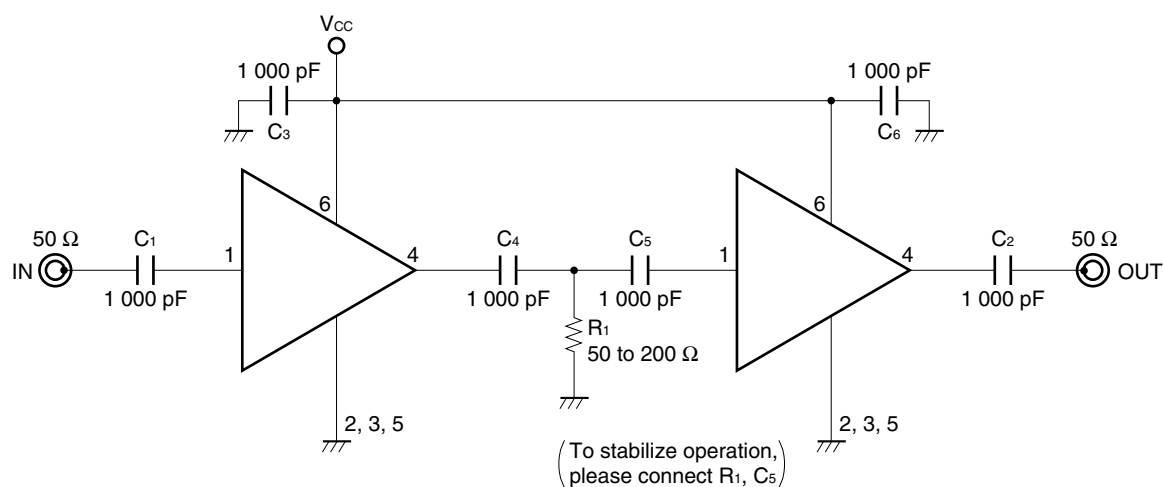 VCC
1 000 pF
C3
1 000 pF
C6
6
6
50 Ω
IN
C1
1 000 pF
1
4
C4
1 000 pF
C5
1 000 pF
1
4
C2
1 000 pF
50 Ω
OUT
R1
50 to 200 Ω
2, 3, 5
2, 3, 5
(To stabilize operation,
please connect R1, C5)